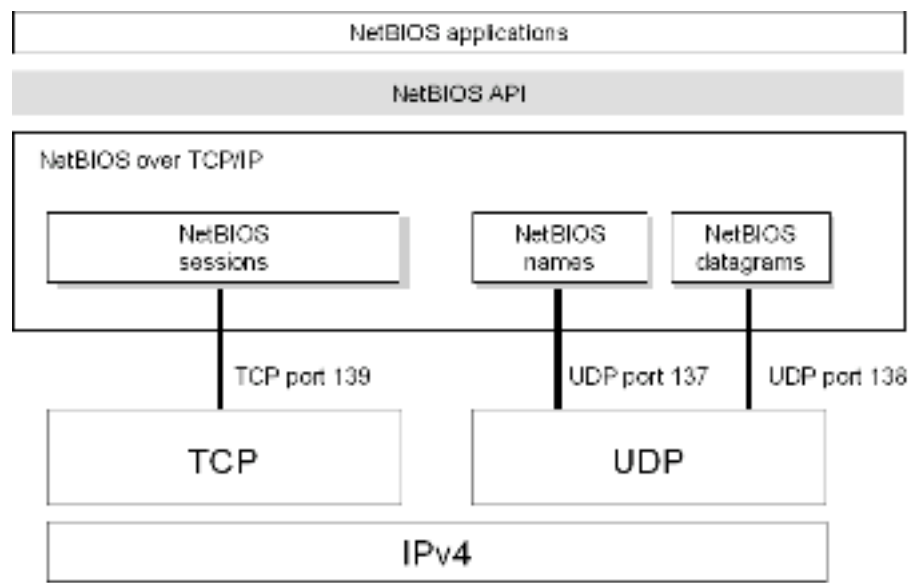 NetBIOS applications
NetBIOS API
NetBIOS over TCP/IP
NetBIOS
sessions
NetBIOS
names
NetBIOS
datagrams
TCP port 139
UDP port 137
UDP port 138
TCP
UDP
IPv4